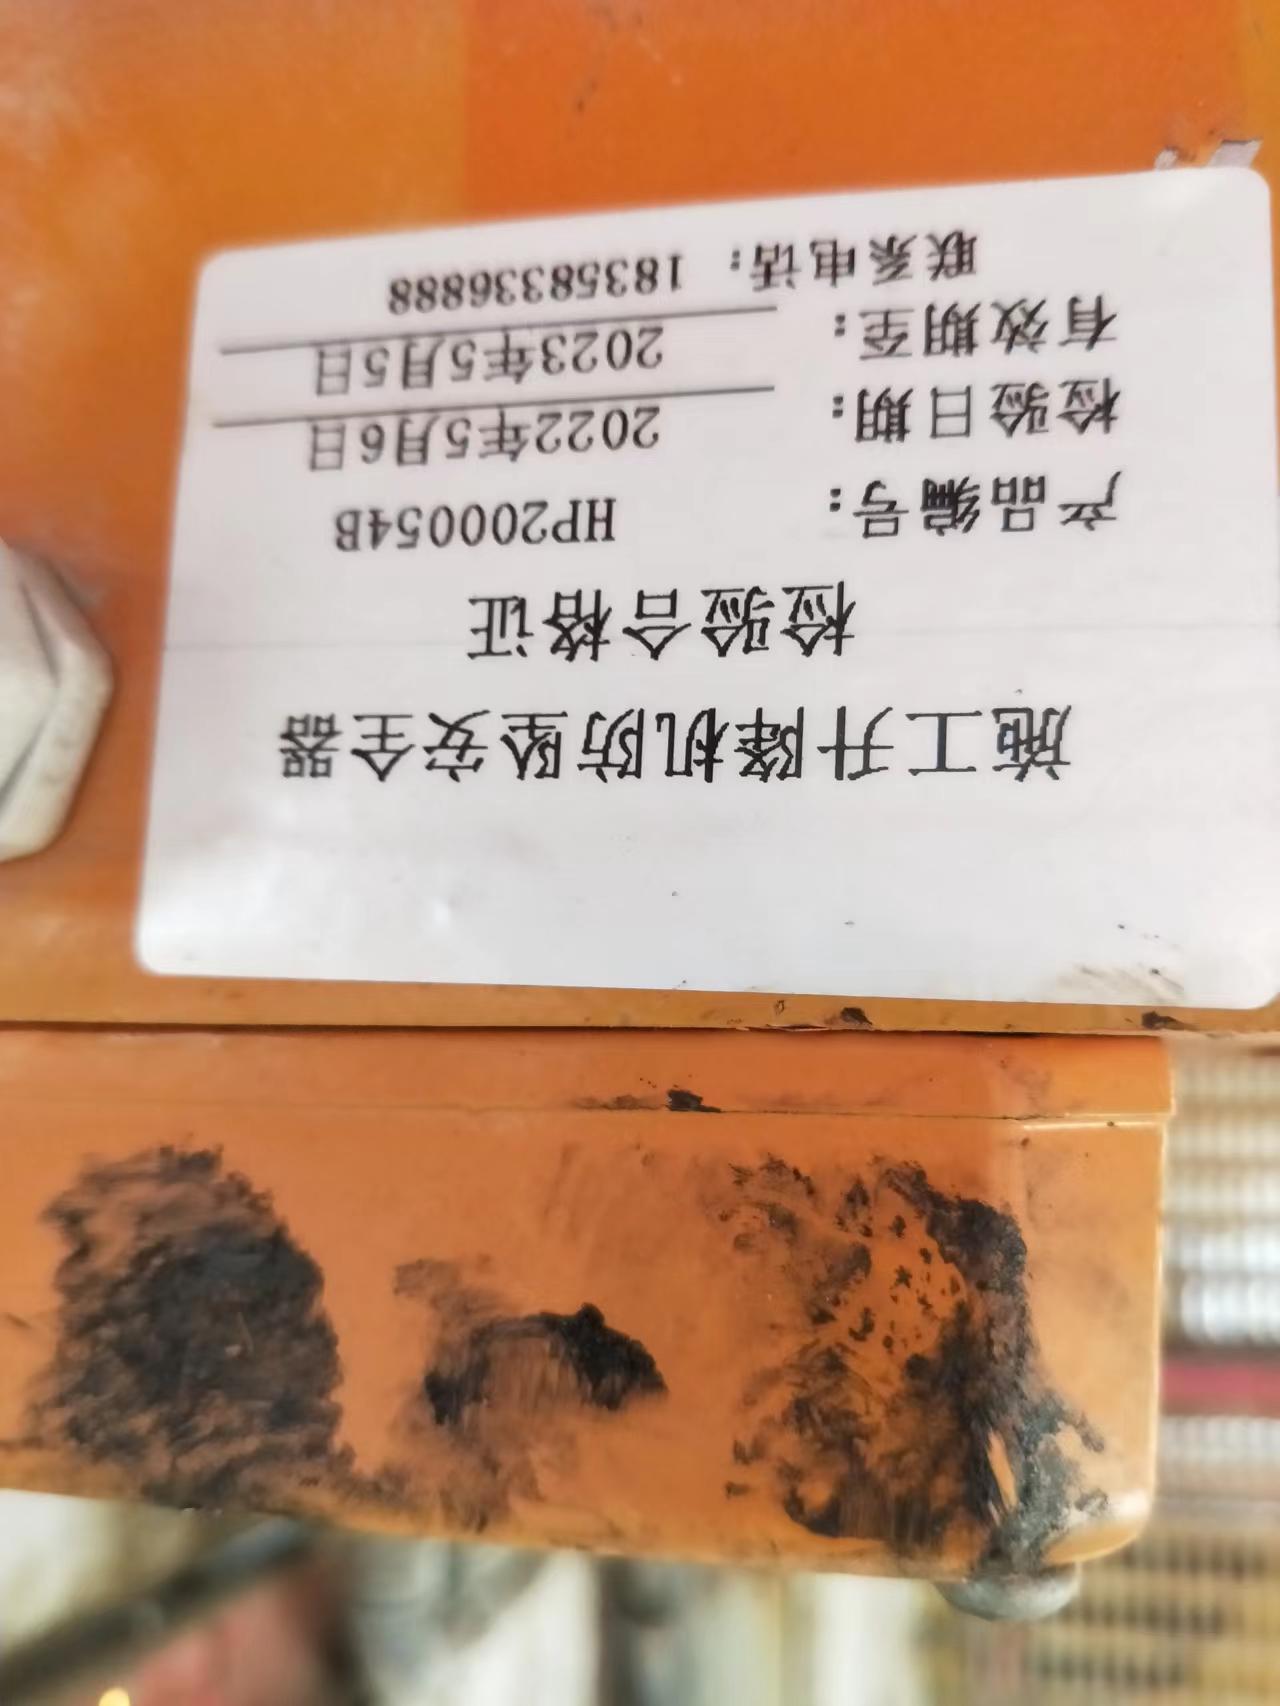 施工升降机防坠安全器
检验合格证
产品编号： HP200054B
检验日期： 2022年5月6日
有效期至： 2023年5月5日
联系电话： 18358336888